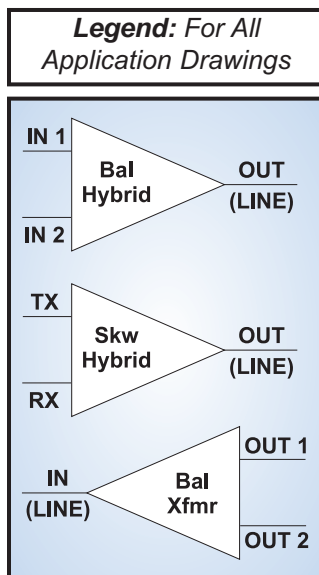 Legend: For All
Application Drawings
IN 1
Bal
Hybrid
OUT
(LINE)
IN 2
TX
Skw
Hybrid
OUT
(LINE)
RX
OUT 1
IN
(LINE)
Bal
Xfmr
OUT 2